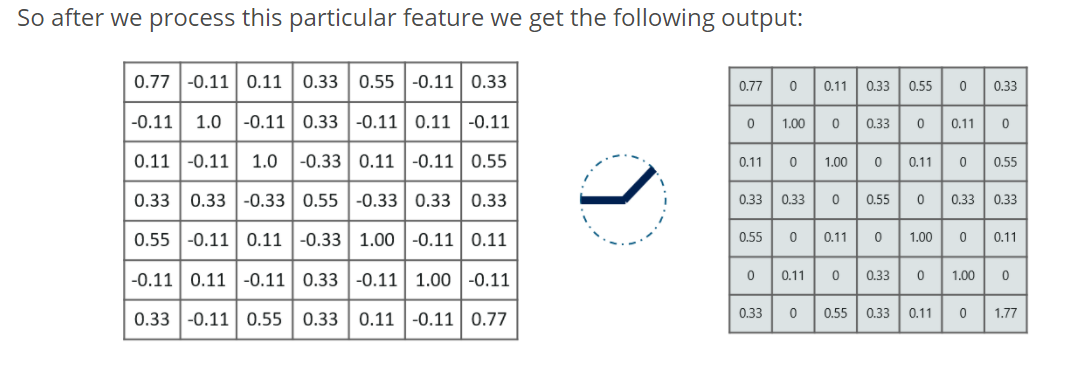 So after we process this particular feature we get the following output:
0.77 -0.11 0.11 0.33 0.55 -0.11 0.33
-0.11 1.0 -0.11 0.33 -0.11 0.11 -0.11
0.11 -0.11 1.0 -0.33 0.11 -0.11 0.55
0.33 0.33 -0.33 0.55 -0.33 0.33 0.33
0.55 -0.11 0.11 -0.33 1.00 -0.11 0.11
-0.11 0.11 -0.11 0.33 -0.11 1.00 -0.11
0.33 -0.11 0.55 0.33 0.11 -0.11 0.77
0.77 0 0.11 0.33 0.55 0 0.33
0 1.00 0 0.33 0 0.11 0
0.11 0 1.00 0 0.11 0 0.55
0.33 0.33 0 0.55 0 0.33 0.33
0.55 0 0.11 0 1.00 0 0.11
0 0.11 0 0.33 0 1.00 0
0.33 0 0.55 0.33 0.11 0 1.77